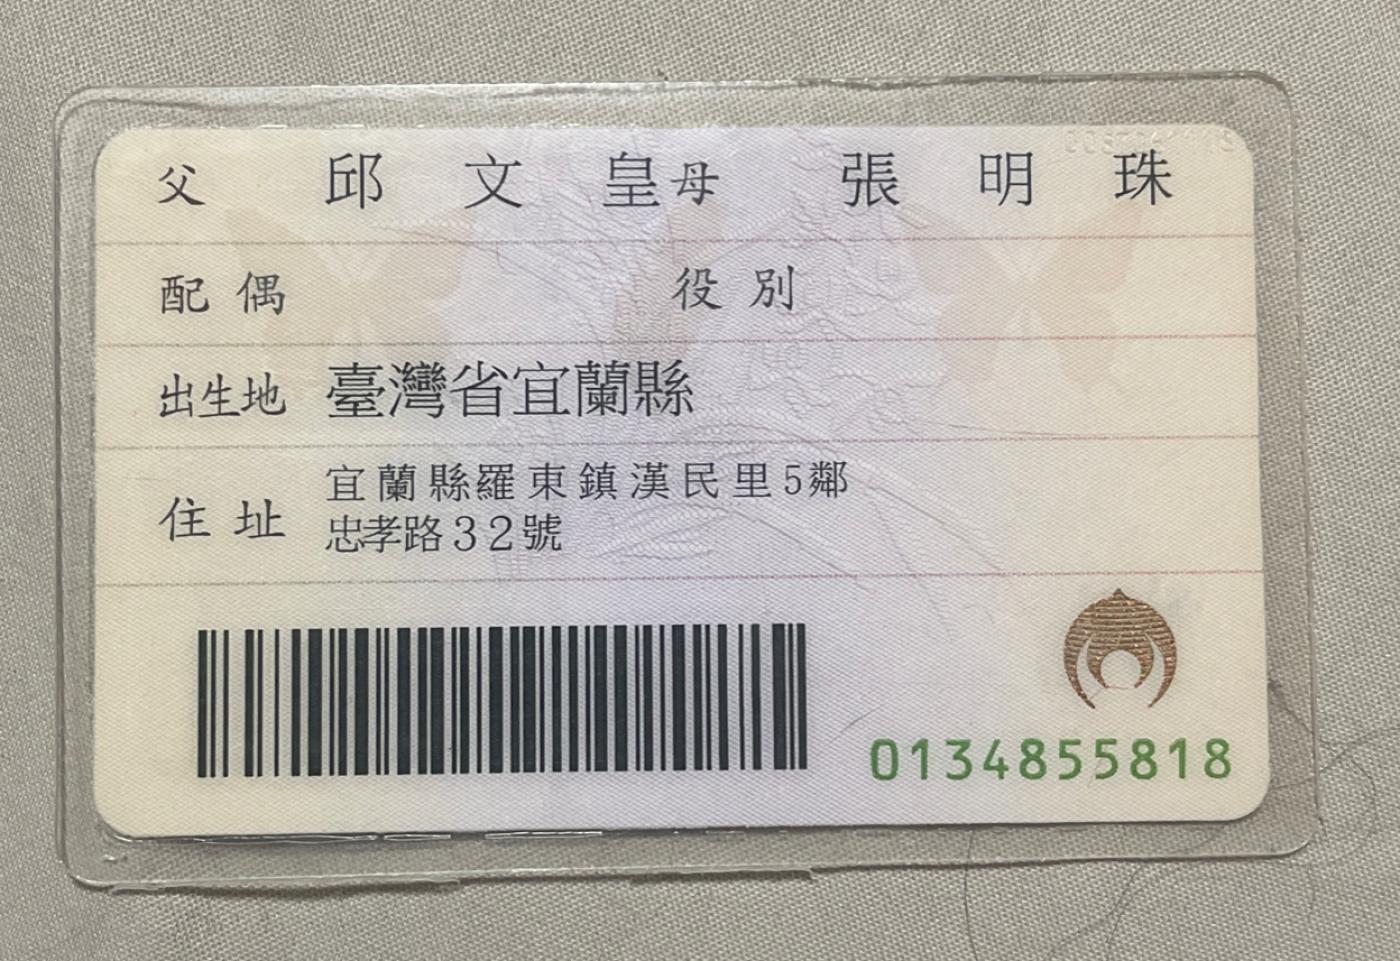 父 邱文皇 母 張明珠
配偶 役別
出生地 臺灣省宜蘭縣
住址 宜蘭縣羅東鎮漢民里5鄰
忠孝路32號
0134855818